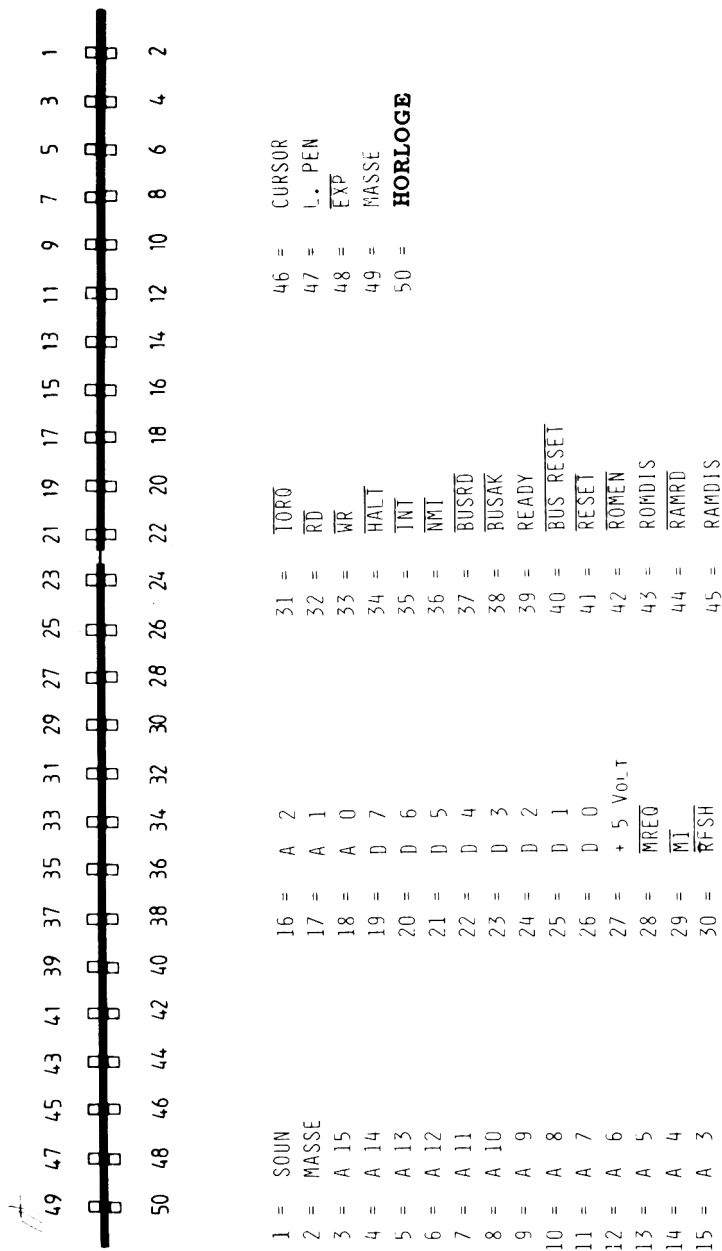 49 47 45 43 41 39 37 35 33 31 29 27 25 23 21 19 17 15 13 11 9 7 5 3 1
50 48 46 44 42 40 38 36 34 32 30 28 26 24 22 20 18 16 14 12 10 8 6 4 2
1 = SOUN
2 = MASSE
3 = A 15
4 = A 14
5 = A 13
6 = A 12
7 = A 11
8 = A 10
9 = A 9
10 = A 8
11 = A 7
12 = A 6
13 = A 5
14 = A 4
15 = A 3
16 = A 2
17 = A 1
18 = A 0
19 = D 7
20 = D 6
21 = D 5
22 = D 4
23 = D 3
24 = D 2
25 = D 1
26 = D 0
27 = + 5 VOLT
28 = MREQ
29 = M1
30 = RFSH
31 = IORQ
32 = RD
33 = WR
34 = HALT
35 = INT
36 = NMI
37 = BUSRD
38 = BUSAK
39 = READY
40 = BUS RESET
41 = RESET
42 = ROMEN
43 = ROMDIS
44 = RAMRD
45 = RAMDIS
46 = CURSOR
47 = L. PEN
48 = EXP
49 = MASSE
50 = HORLOGE